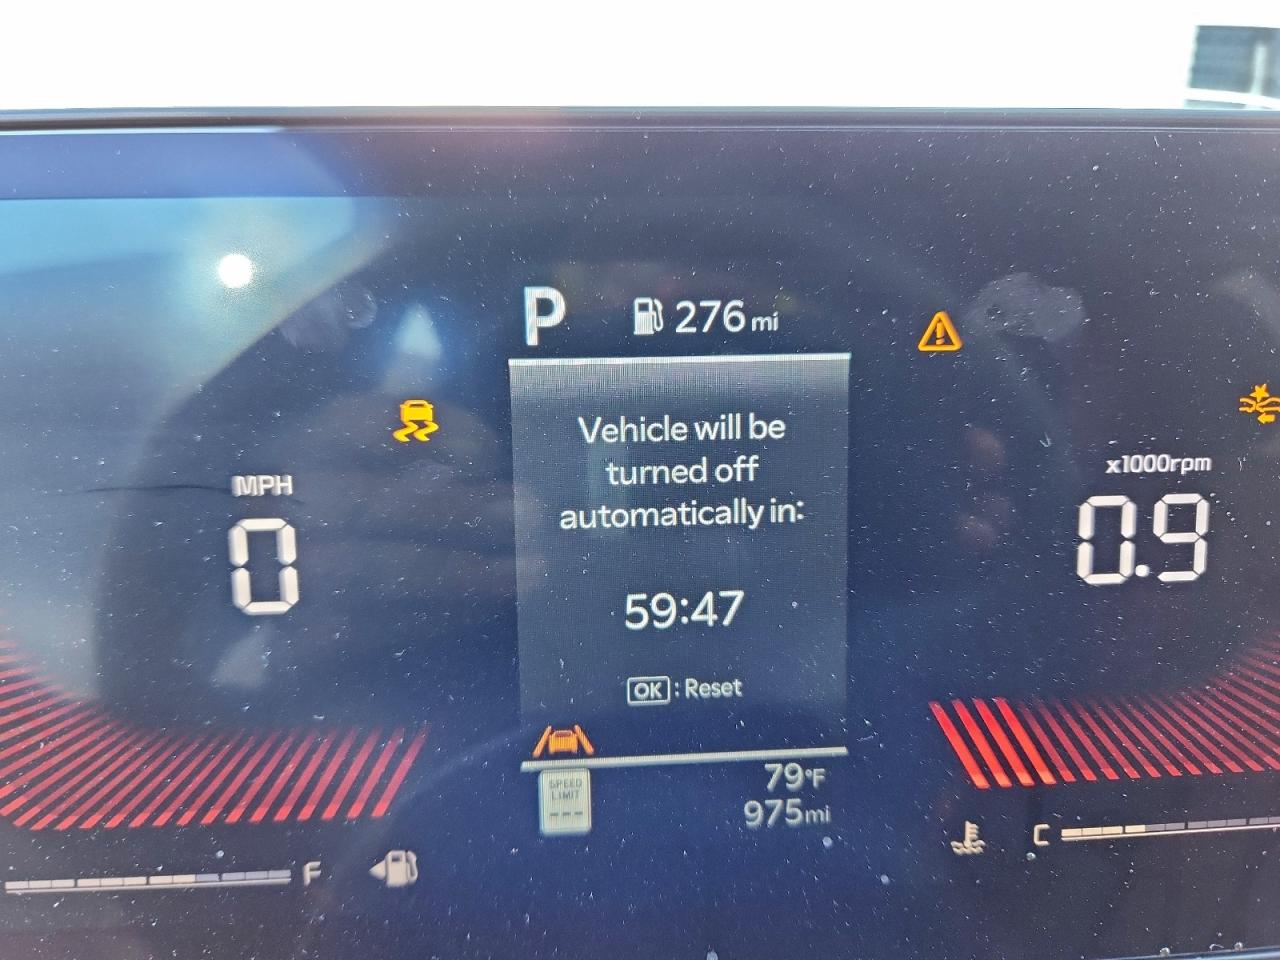 P
276 mi
MPH
0
Vehicle will be
turned off
automatically in:
59:47
OK : Reset
x1000rpm
0.9
SPEED
LIMIT
---
79°F
975mi
F
C